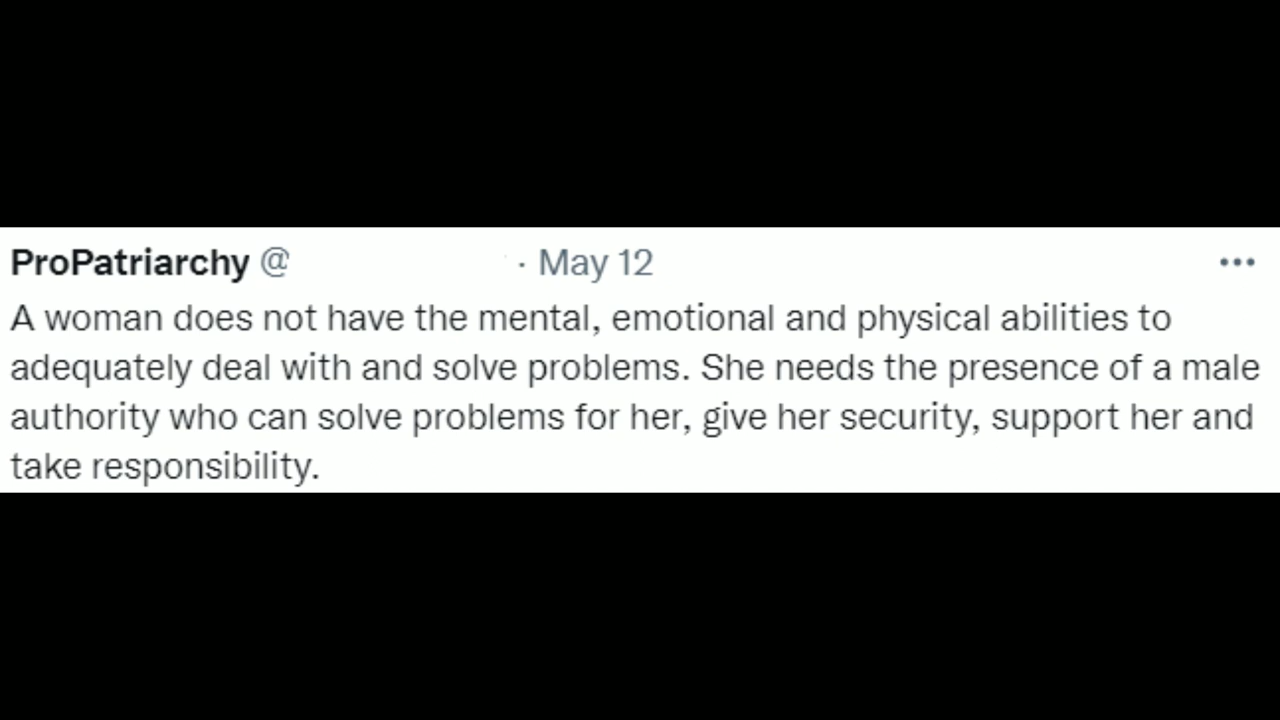 ProPatriarchy @ · May 12 •••
A woman does not have the mental, emotional and physical abilities to
adequately deal with and solve problems. She needs the presence of a male
authority who can solve problems for her, give her security, support her and
take responsibility.